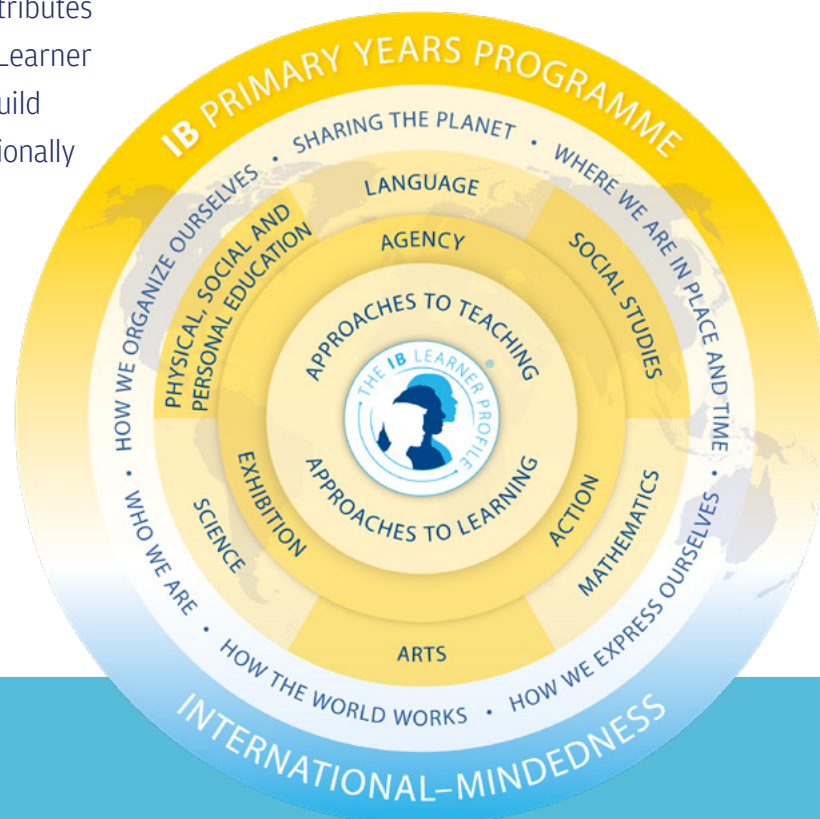 tributes
Learner
uild
ionally
IB PRIMARY YEARS PROGRAMME
SHARING THE PLANET • WHERE WE ARE IN PLACE AND TIME • HOW WE EXPRESS OURSELVES • HOW THE WORLD WORKS • WHO WE ARE • HOW WE ORGANIZE OURSELVES •
LANGUAGE
SOCIAL STUDIES
MATHEMATICS
ARTS
SCIENCE
PHYSICAL, SOCIAL AND
PERSONAL EDUCATION
AGENCY
ACTION
EXHIBITION
APPROACHES TO TEACHING
THE IB LEARNER PROFILE
®
APPROACHES TO LEARNING
INTERNATIONAL–MINDEDNESS